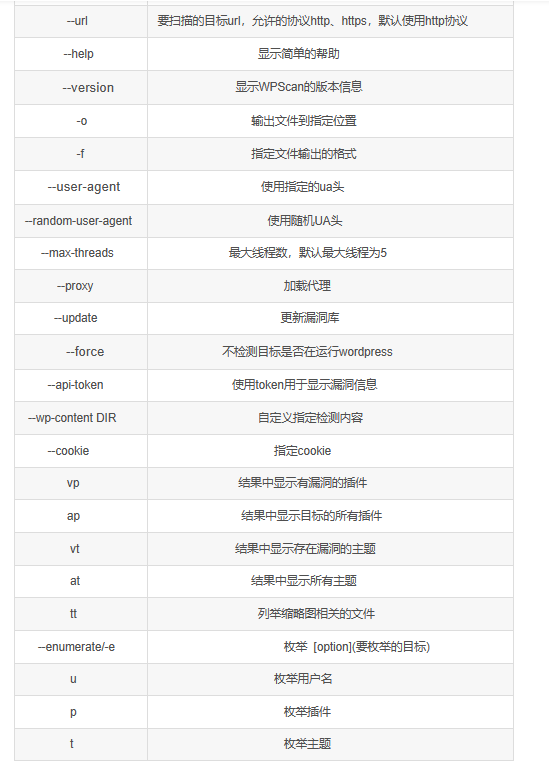 --url 要扫描的目标url，允许的协议http、https，默认使用http协议
--help 显示简单的帮助
--version 显示WPScan的版本信息
-o 输出文件到指定位置
-f 指定文件输出的格式
--user-agent 使用指定的ua头
--random-user-agent 使用随机UA头
--max-threads 最大线程数，默认最大线程为5
--proxy 加载代理
--update 更新漏洞库
--force 不检测目标是否在运行wordpress
--api-token 使用token用于显示漏洞信息
--wp-content DIR 自定义指定检测内容
--cookie 指定cookie
vp 结果中显示有漏洞的插件
ap 结果中显示目标的所有插件
vt 结果中显示存在漏洞的主题
at 结果中显示所有主题
tt 列举缩略图相关的文件
--enumerate/-e 枚举 [option](要枚举的目标)
u 枚举用户名
p 枚举插件
t 枚举主题